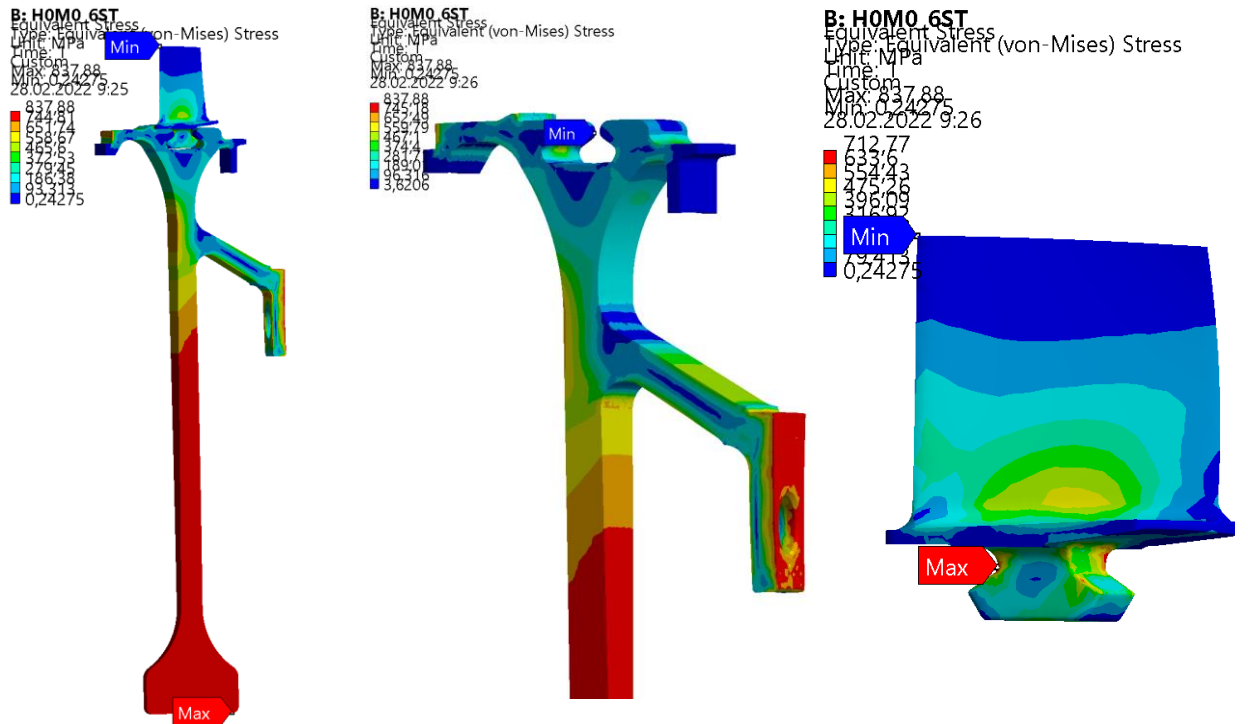 B: H0M0_6ST
Equivalent Stress
Type: Equivalent (von-Mises) Stress
Unit: MPa
Time: 1
Custom
Max: 837,88
Min: 0,24275
28.02.2022 9:25
837,88
744,81
651,74
558,67
465,6
372,53
279,45
186,38
93,313
0,24275
Min
Max
B: H0M0_6ST
Equivalent Stress
Type: Equivalent (von-Mises) Stress
Unit: MPa
Time: 1
Custom
Max: 837,88
Min: 0,24275
28.02.2022 9:26
837,88
745,18
652,49
559,79
467,1
374,4
281,71
189,01
96,316
3,6206
Min
B: H0M0_6ST
Equivalent Stress
Type: Equivalent (von-Mises) Stress
Unit: MPa
Time: 1
Custom
Max: 837,88
Min: 0,24275
28.02.2022 9:26
712,77
633,6
554,43
475,26
396,09
316,92
79,413
0,24275
Min
Max